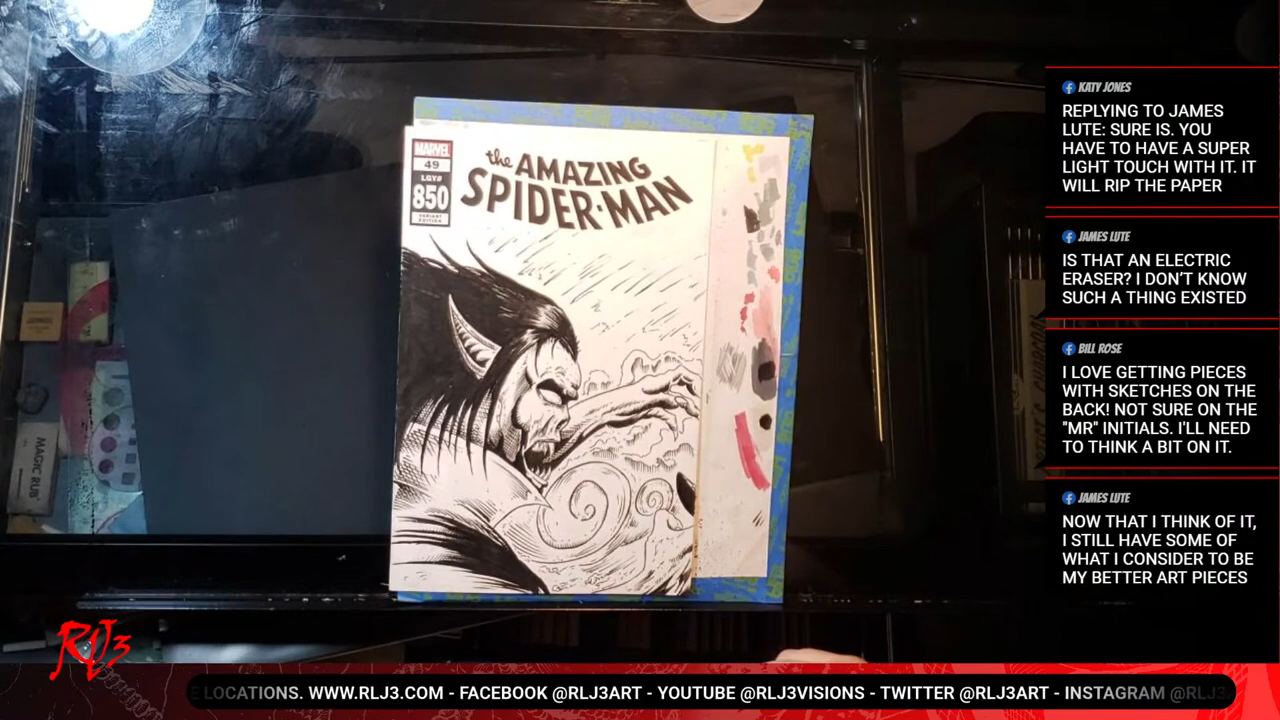 MARVEL
49
LGY#
850
VARIANT
EDITION
the AMAZING
SPIDER-MAN
MAGIC RUB
KATY JONES
REPLYING TO JAMES
LUTE: SURE IS. YOU
HAVE TO HAVE A SUPER
LIGHT TOUCH WITH IT. IT
WILL RIP THE PAPER
JAMES LUTE
IS THAT AN ELECTRIC
ERASER? I DON'T KNOW
SUCH A THING EXISTED
BILL ROSE
I LOVE GETTING PIECES
WITH SKETCHES ON THE
BACK! NOT SURE ON THE
"MR" INITIALS. I'LL NEED
TO THINK A BIT ON IT.
JAMES LUTE
NOW THAT I THINK OF IT,
I STILL HAVE SOME OF
WHAT I CONSIDER TO BE
MY BETTER ART PIECES
RLJ3
E LOCATIONS. WWW.RLJ3.COM - FACEBOOK @RLJ3ART - YOUTUBE @RLJ3VISIONS - TWITTER @RLJ3ART - INSTAGRAM @RLJ